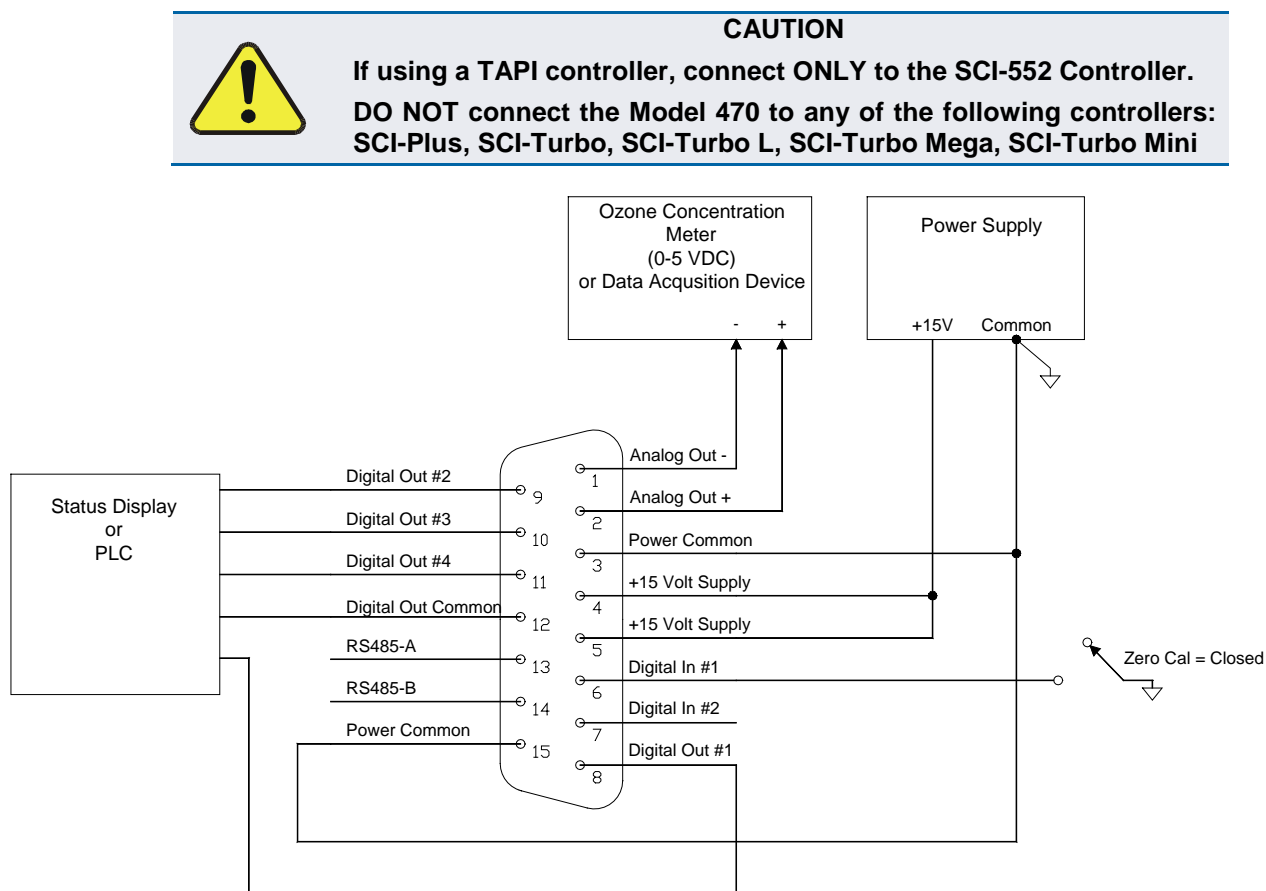 CAUTION
If using a TAPI controller, connect ONLY to the SCI-552 Controller.
DO NOT connect the Model 470 to any of the following controllers:
SCI-Plus, SCI-Turbo, SCI-Turbo L, SCI-Turbo Mega, SCI-Turbo Mini
Ozone Concentration
Meter
(0-5 VDC)
or Data Acqusition Device
- +
Power Supply
+15V Common
Status Display
or
PLC
Digital Out #2
Digital Out #3
Digital Out #4
Digital Out Common
RS485-A
RS485-B
Power Common
9
10
11
12
13
14
15
1
2
3
4
5
6
7
8
Analog Out -
Analog Out +
Power Common
+15 Volt Supply
+15 Volt Supply
Digital In #1
Digital In #2
Digital Out #1
Zero Cal = Closed